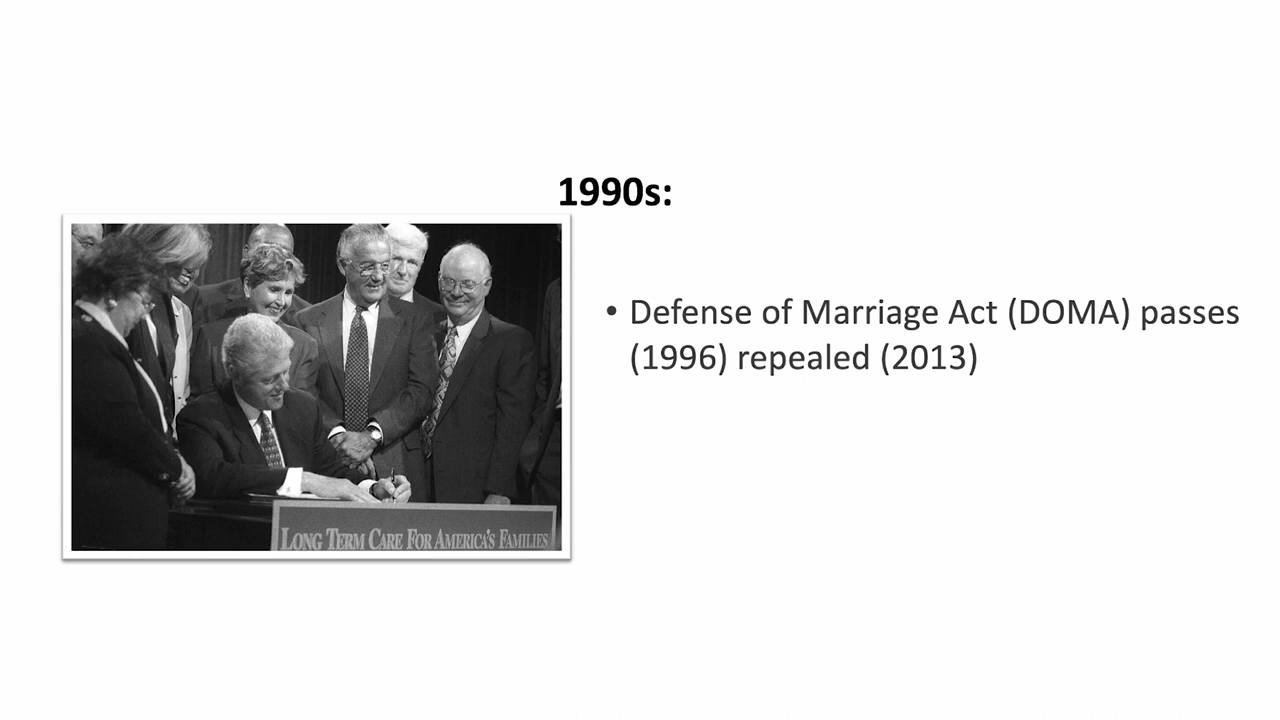 1990s:
• Defense of Marriage Act (DOMA) passes
(1996) repealed (2013)
LONG TERM CARE FOR AMERICA'S FAMILIES